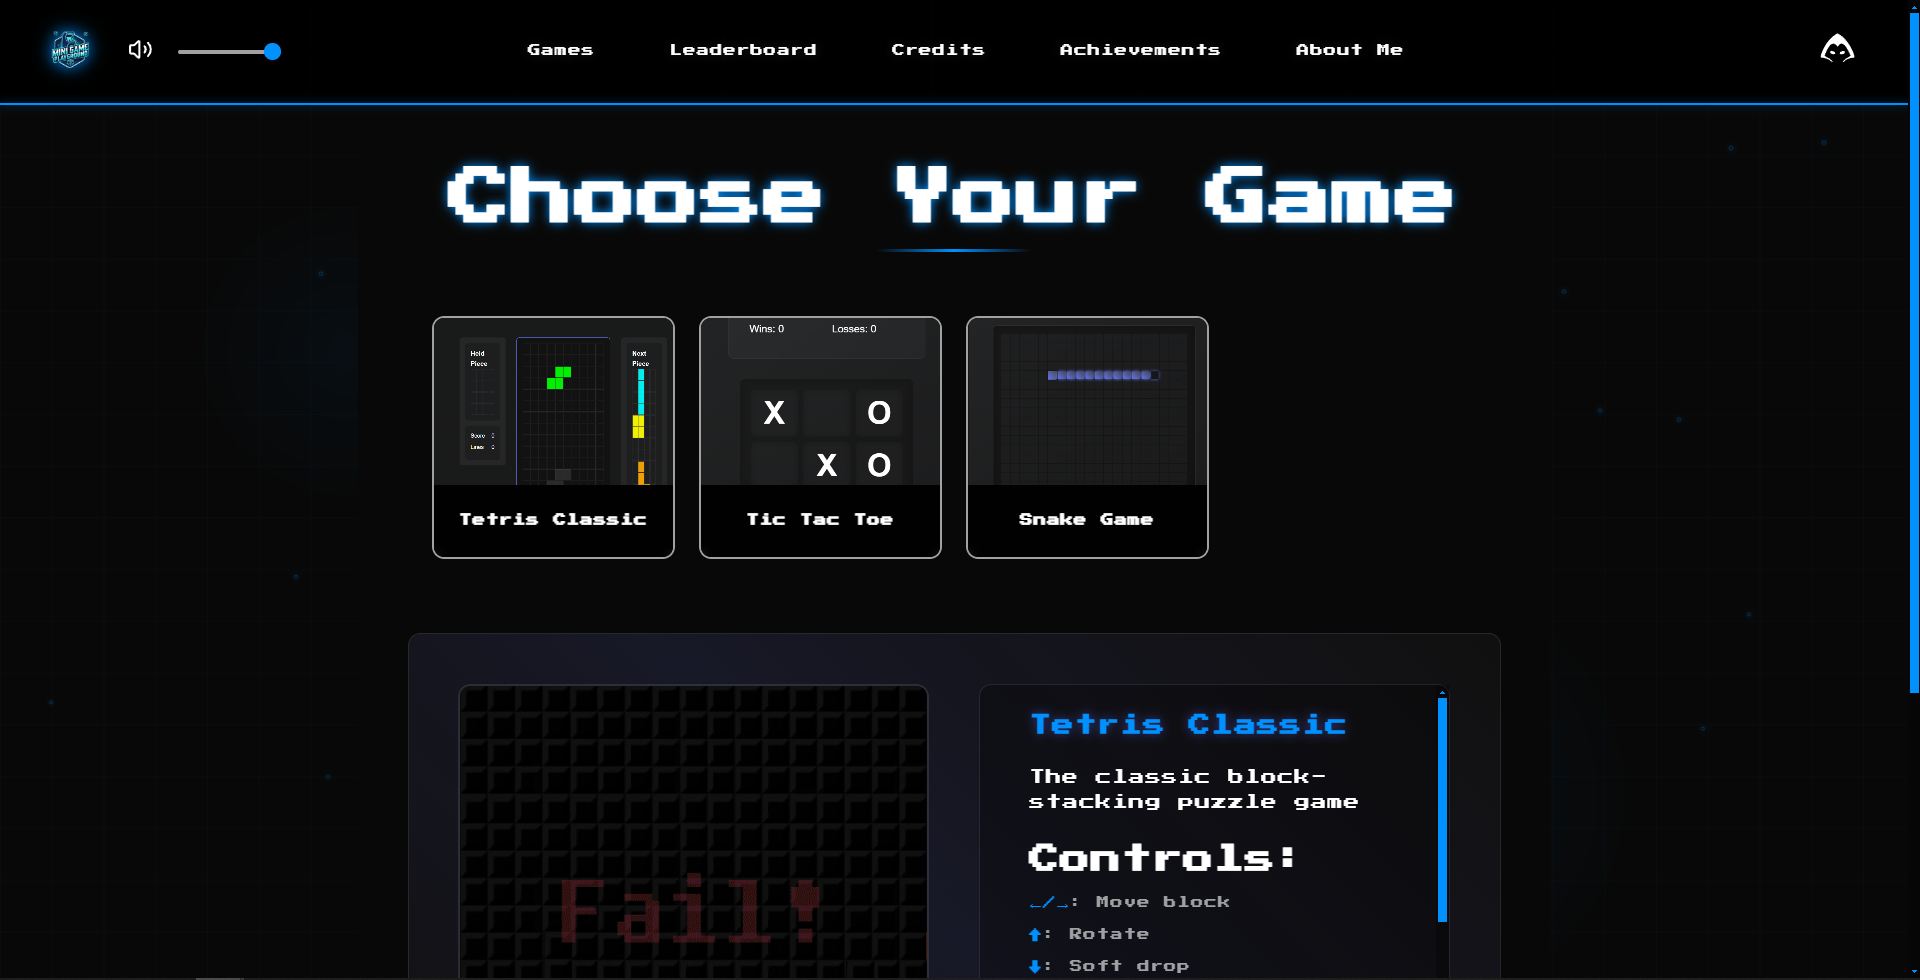 MINI GAME
PLAYGROUND
Games
Leaderboard
Credits
Achievements
About Me
Choose Your Game
Hold
Piece
Next
Piece
Score 0
Lines 0
Tetris Classic
Wins: 0
Losses: 0
X O
X O
Tic Tac Toe
Snake Game
Fail!
Tetris Classic
The classic block-
stacking puzzle game
Controls:
←/→: Move block
↑: Rotate
↓: Soft drop